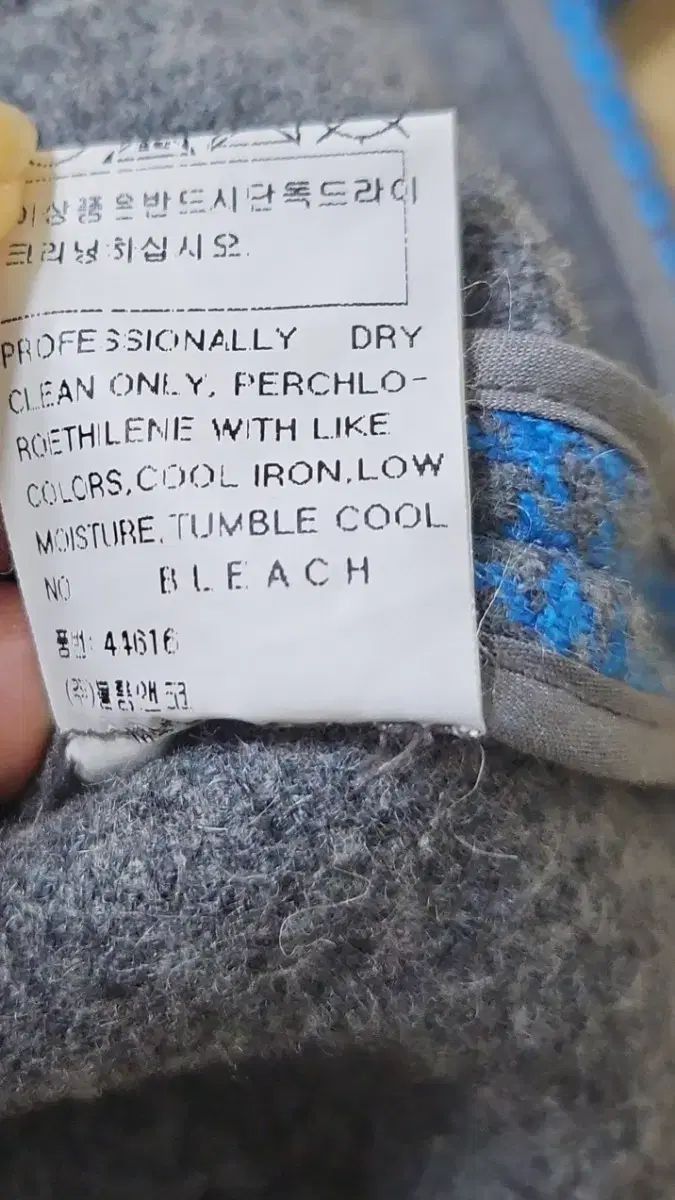 이상품은반드시단독드라이
크리닝하십시오.
PROFESSIONALLY DRY
CLEAN ONLY, PERCHLO-
ROETHILENE WITH LIKE
COLORS,COOL IRON,LOW
MOISTURE,TUMBLE COOL
NO BLEACH
품번: 44616